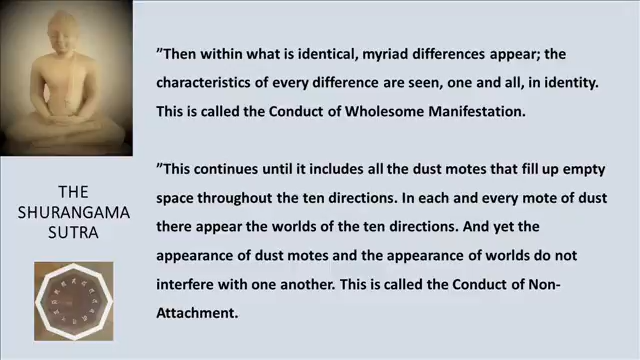 "Then within what is identical, myriad differences appear; the
characteristics of every difference are seen, one and all, in identity.
This is called the Conduct of Wholesome Manifestation.
"This continues until it includes all the dust motes that fill up empty
space throughout the ten directions. In each and every mote of dust
there appear the worlds of the ten directions. And yet the
appearance of dust motes and the appearance of worlds do not
interfere with one another. This is called the Conduct of Non-
Attachment.
THE
SHURANGAMA
SUTRA